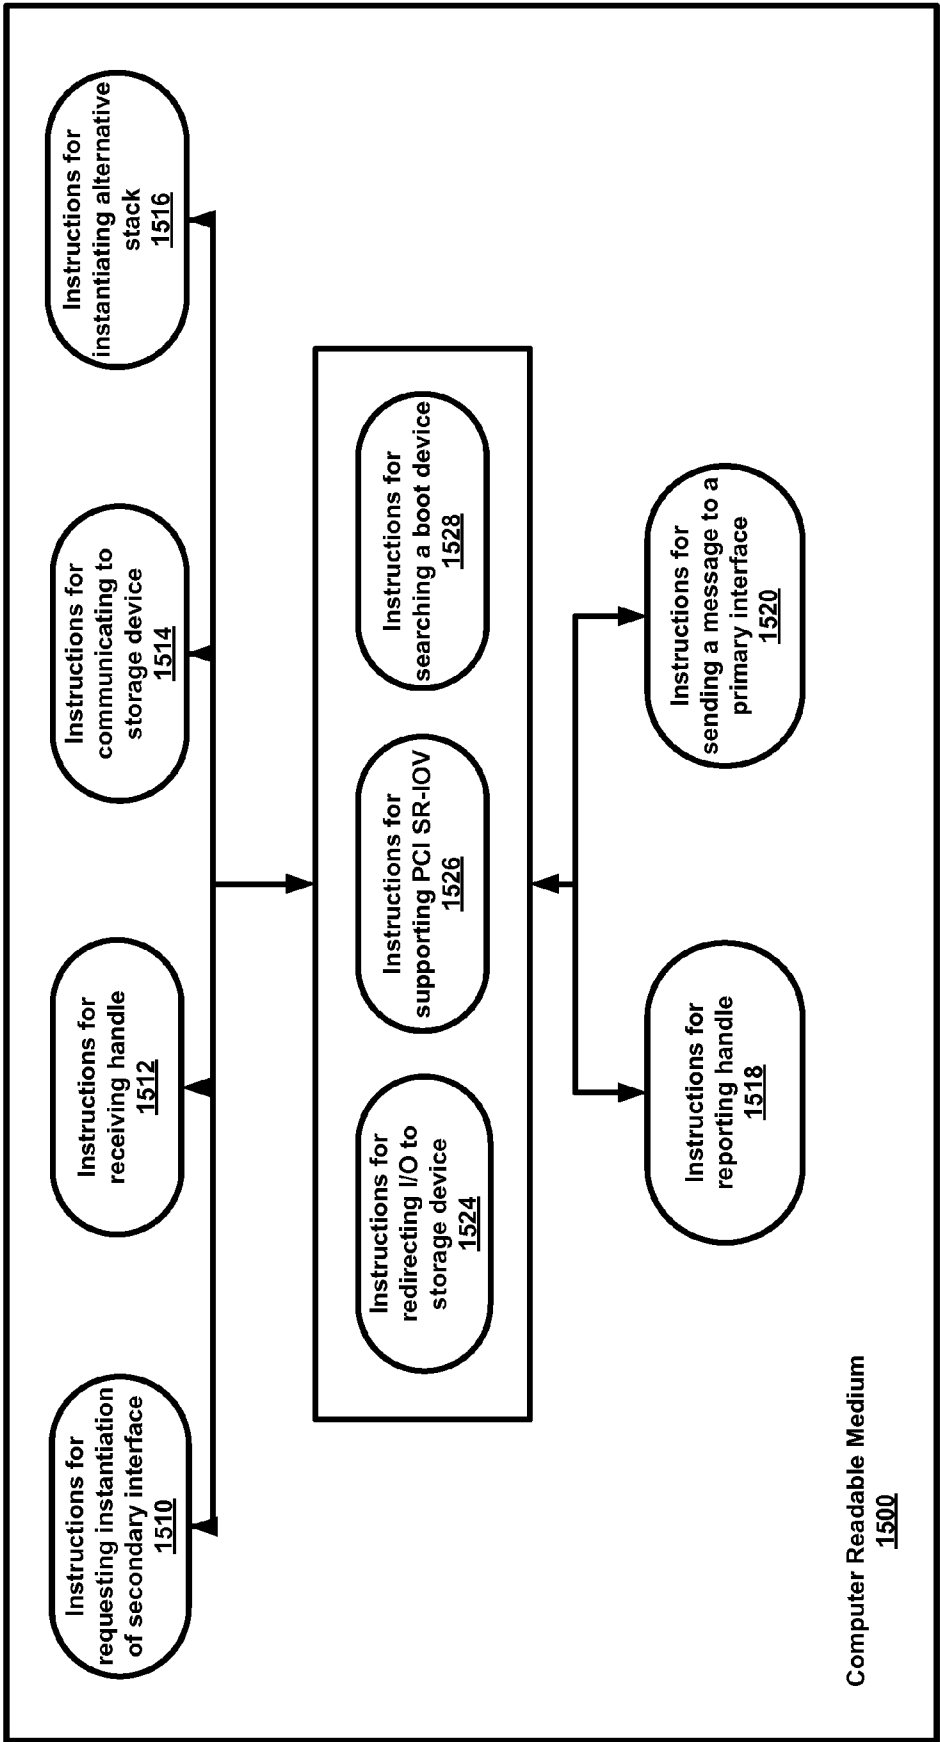 Instructions for
requesting instantiation
of secondary interface
1510
Instructions for
receiving handle
1512
Instructions for
communicating to
storage device
1514
Instructions for
instantiating alternative
stack
1516
Instructions for
redirecting I/O to
storage device
1524
Instructions for
supporting PCI SR-IOV
1526
Instructions for
searching a boot device
1528
Instructions for
reporting handle
1518
Instructions for
sending a message to a
primary interface
1520
Computer Readable Medium
1500